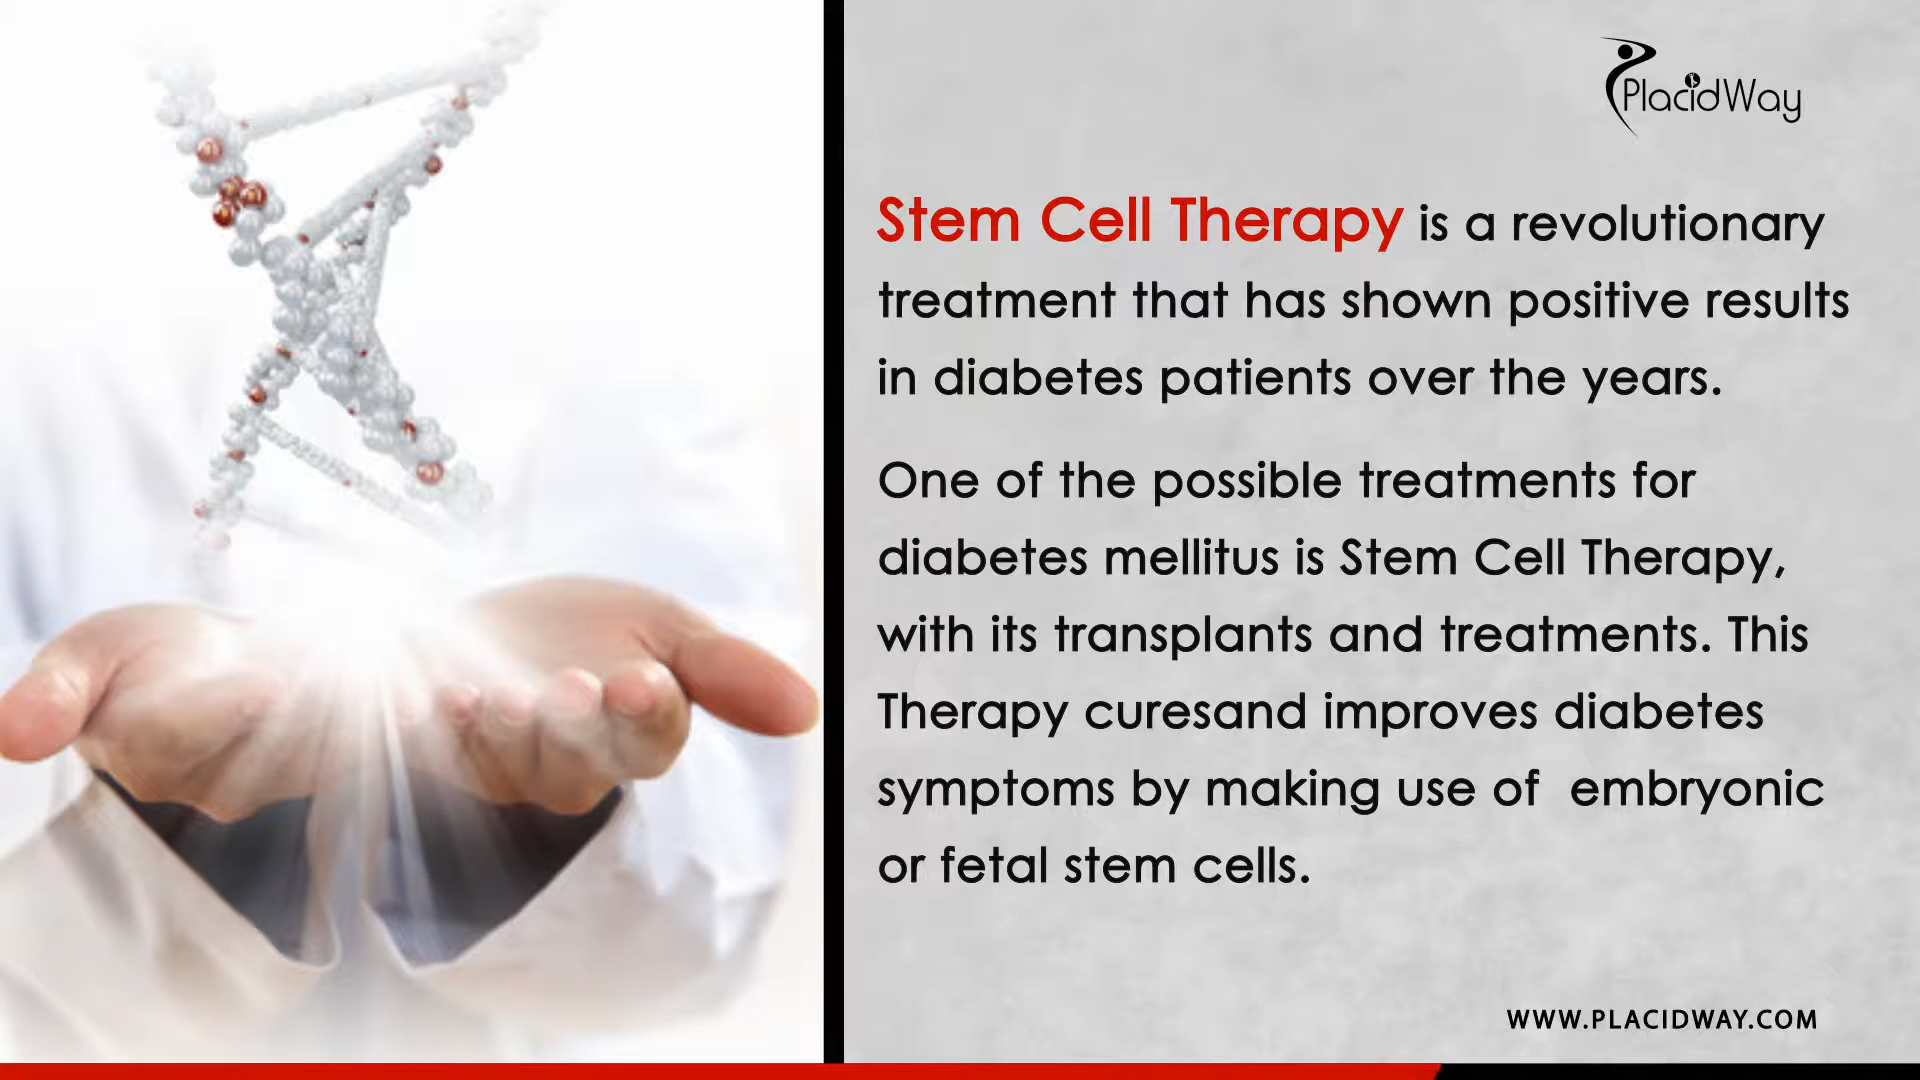 PlacidWay
Stem Cell Therapy is a revolutionary
treatment that has shown positive results
in diabetes patients over the years.
One of the possible treatments for
diabetes mellitus is Stem Cell Therapy,
with its transplants and treatments. This
Therapy curesand improves diabetes
symptoms by making use of  embryonic
or fetal stem cells.
WWW.PLACIDWAY.COM